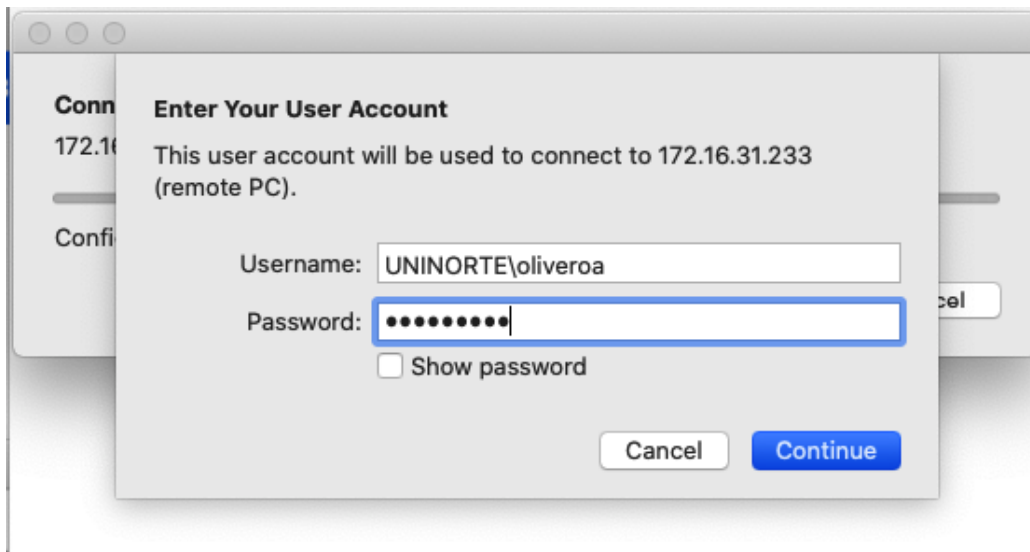 Conn
172.16
Confi
Enter Your User Account
This user account will be used to connect to 172.16.31.233
(remote PC).
Username: UNINORTE\oliveroa
Password: •••••••••
Show password
cel
Cancel Continue